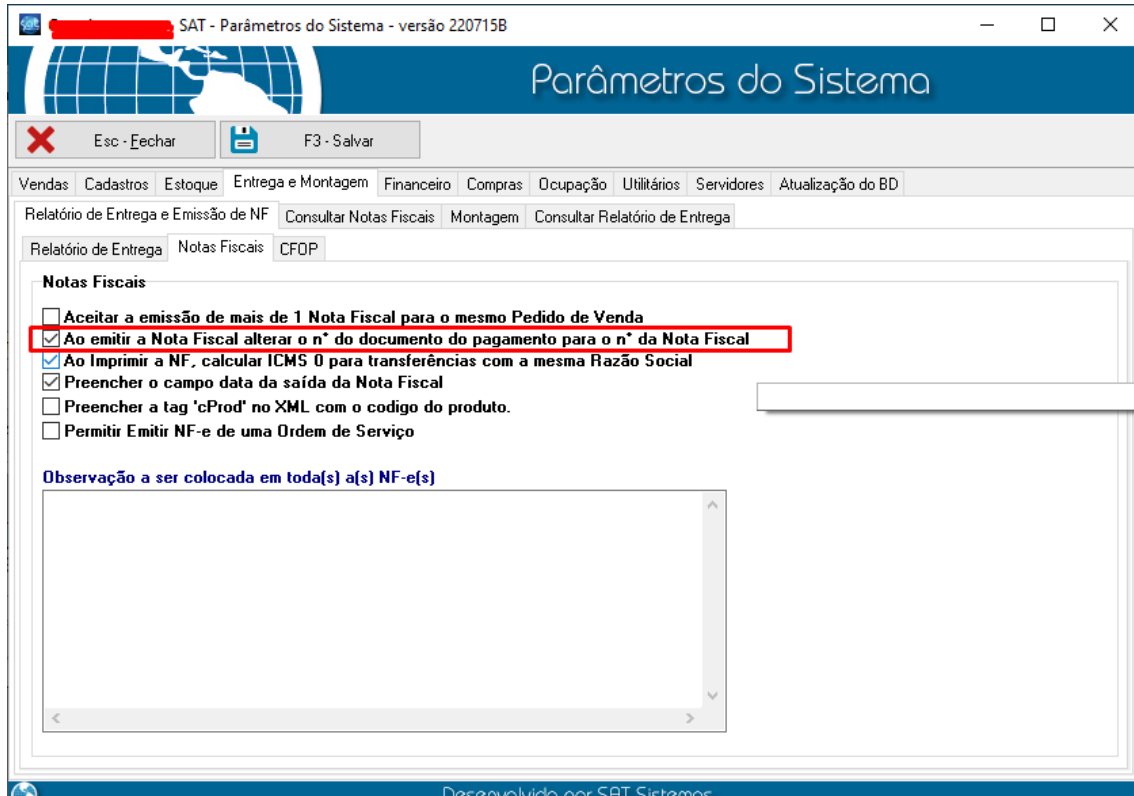 SAT - Parâmetros do Sistema - versão 220715B
Parâmetros do Sistema
Esc - Fechar F3 - Salvar
Vendas Cadastros Estoque Entrega e Montagem Financeiro Compras Ocupação Utilitários Servidores Atualização do BD
Relatório de Entrega e Emissão de NF Consultar Notas Fiscais Montagem Consultar Relatório de Entrega
Relatório de Entrega Notas Fiscais CFOP
Notas Fiscais
Aceitar a emissão de mais de 1 Nota Fiscal para o mesmo Pedido de Venda
Ao emitir a Nota Fiscal alterar o n° do documento do pagamento para o n° da Nota Fiscal
Ao Imprimir a NF, calcular ICMS 0 para transferências com a mesma Razão Social
Preencher o campo data da saída da Nota Fiscal
Preencher a tag 'cProd' no XML com o codigo do produto.
Permitir Emitir NF-e de uma Ordem de Serviço
Observação a ser colocada em toda(s) a(s) NF-e(s)
Desenvolvido por SAT Sistemas